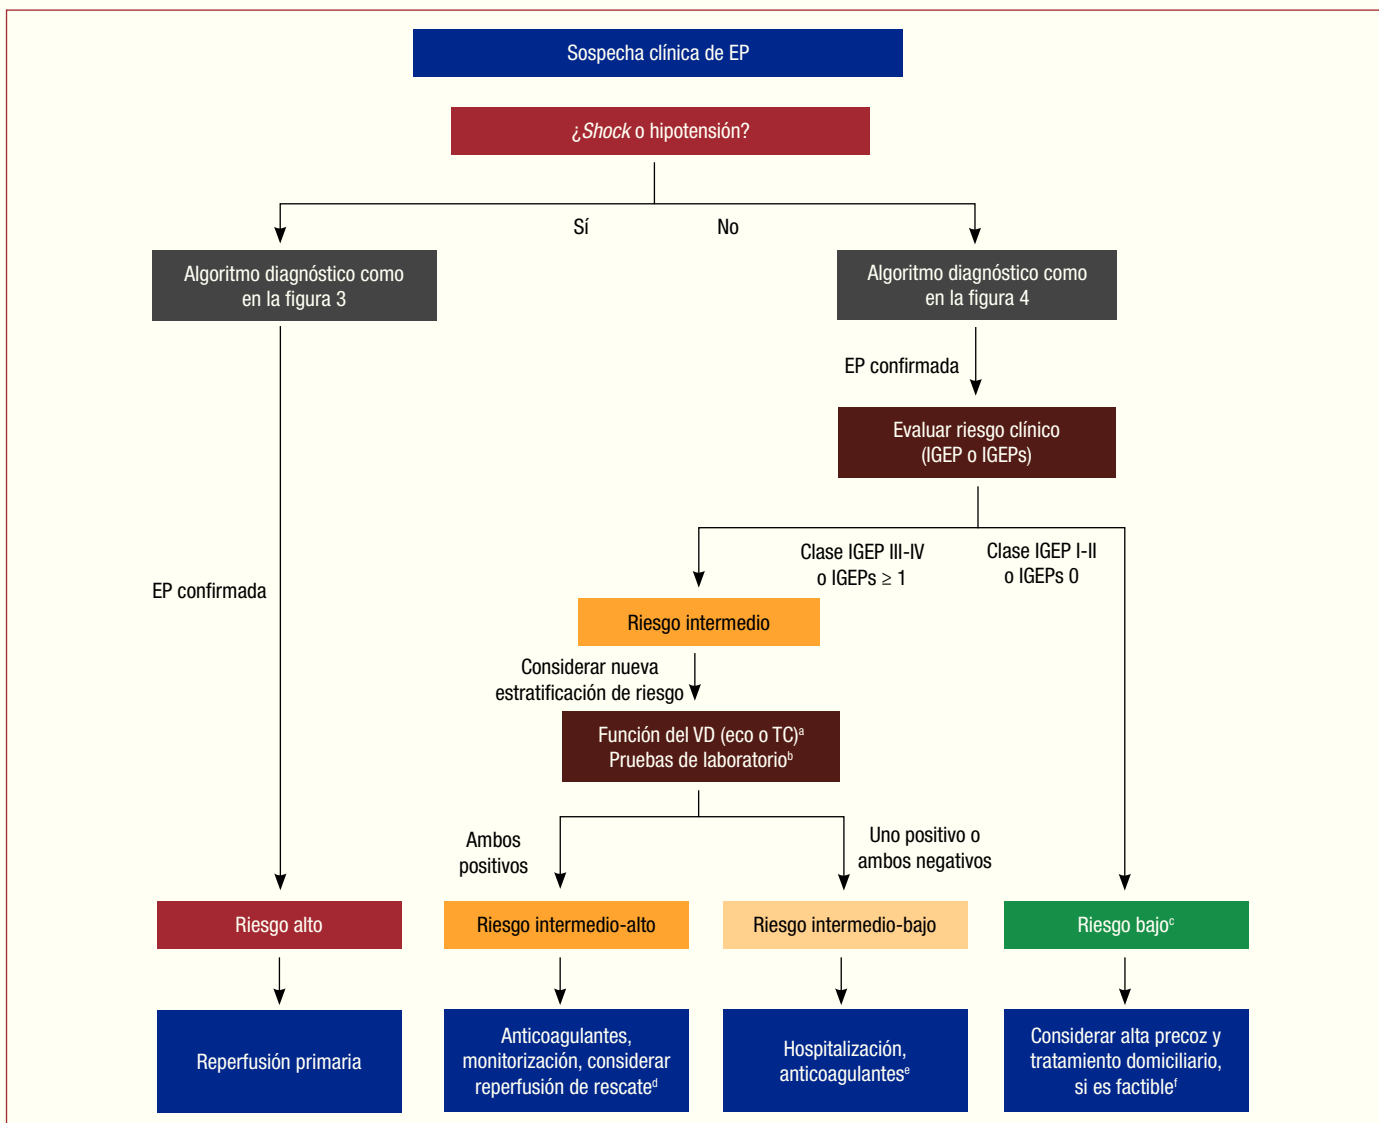 Sospecha clínica de EP
¿Shock o hipotensión?
Sí
No
Algoritmo diagnóstico como
en la figura 3
Algoritmo diagnóstico como
en la figura 4
EP confirmada
Evaluar riesgo clínico
(IGEP o IGEPs)
Clase IGEP III-IV
o IGEPs ≥ 1
Clase IGEP I-II
o IGEPs 0
EP confirmada
Riesgo intermedio
Considerar nueva
estratificación de riesgo
Función del VD (eco o TC)ᵃ
Pruebas de laboratorioᵇ
Ambos
positivos
Uno positivo o
ambos negativos
Riesgo alto
Riesgo intermedio-alto
Riesgo intermedio-bajo
Riesgo bajoᶜ
Reperfusión primaria
Anticoagulantes,
monitorización, considerar
reperfusión de rescateᵈ
Hospitalización,
anticoagulantesᵉ
Considerar alta precoz y
tratamiento domiciliario,
si es factibleᶠ